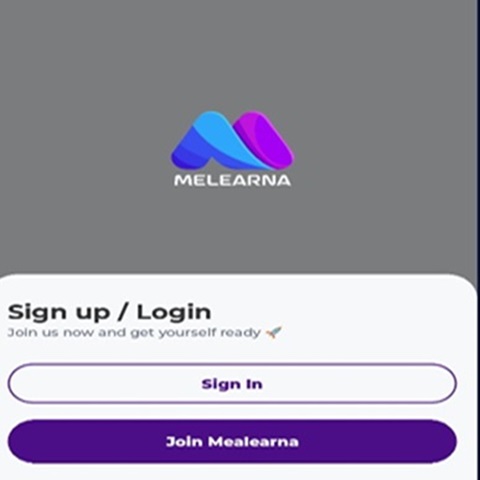 MELEARNA
Sign up / Login
Join us now and get yourself ready 🚀
Sign In
Join Mealearna